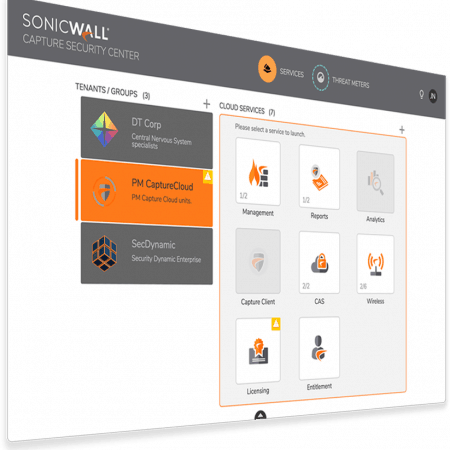 SONICWALL
CAPTURE SECURITY CENTER
SERVICES
THREAT METERS
IN
TENANTS / GROUPS (3)
DT Corp
Central Nervous System
specialists
PM CaptureCloud
PM Capture Cloud units.
SecDynamic
Security Dynamic Enterprise
CLOUD SERVICES (7)
Please select a service to launch.
1/2
Management
1/2
Reports
Analytics
Capture Client
2/2
CAS
2/6
Wireless
Licensing
Entitlement